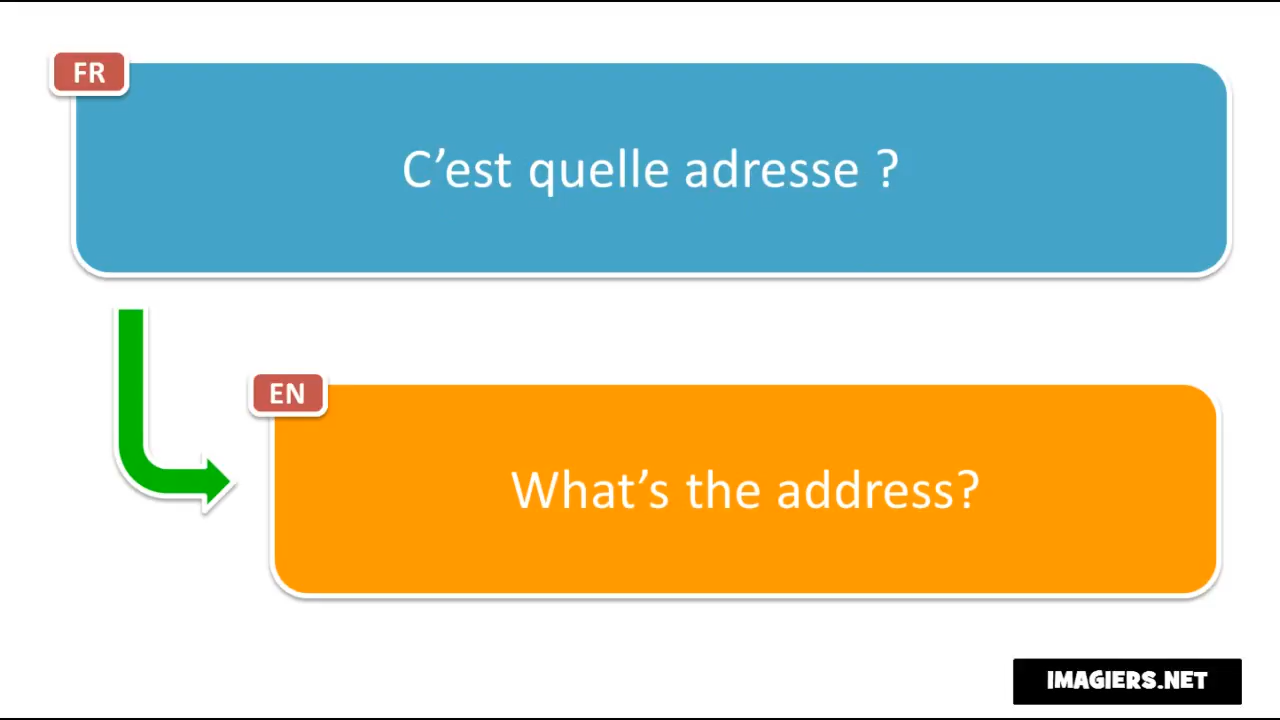 FR
C’est quelle adresse ?
EN
What’s the address?
IMAGIERS.NET